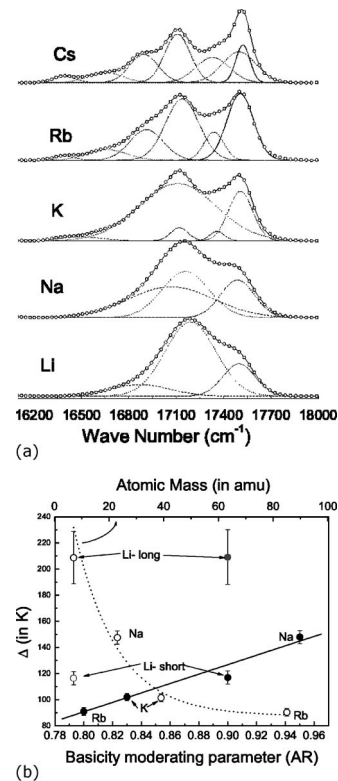 Cs
Rb
K
Na
Li
16200 16500 16800 17100 17400 17700 18000
Wave Number (cm-1)
(a)
Atomic Mass (in amu)
0 20 40 60 80 100
240
220
200
180
160
140
120
100
80
Δ (in K)
Li- long
Na
Na
Li -short
K
Rb
Rb
0.78 0.80 0.82 0.84 0.86 0.88 0.90 0.92 0.94 0.96
Basicity moderating parameter (AR)
(b)